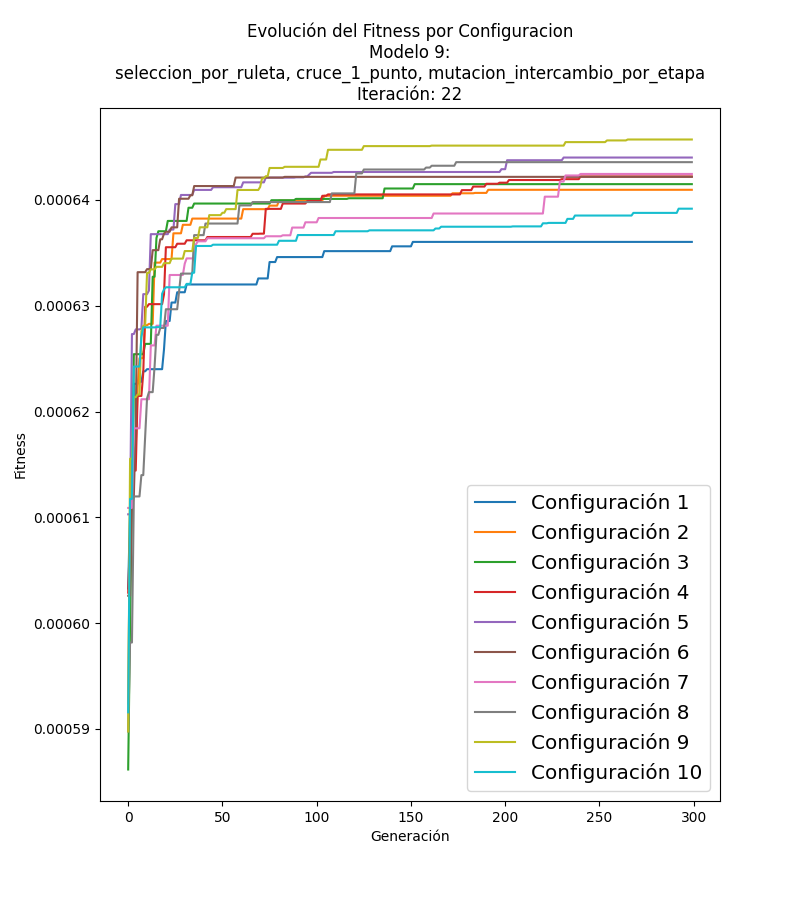 Evolución del Fitness por Configuracion
Modelo 9:
seleccion_por_ruleta, cruce_1_punto, mutacion_intercambio_por_etapa
Iteración: 22
Fitness
0.00064
0.00063
0.00062
0.00061
0.00060
0.00059
0
50
100
150
200
250
300
Generación
Configuración 1
Configuración 2
Configuración 3
Configuración 4
Configuración 5
Configuración 6
Configuración 7
Configuración 8
Configuración 9
Configuración 10